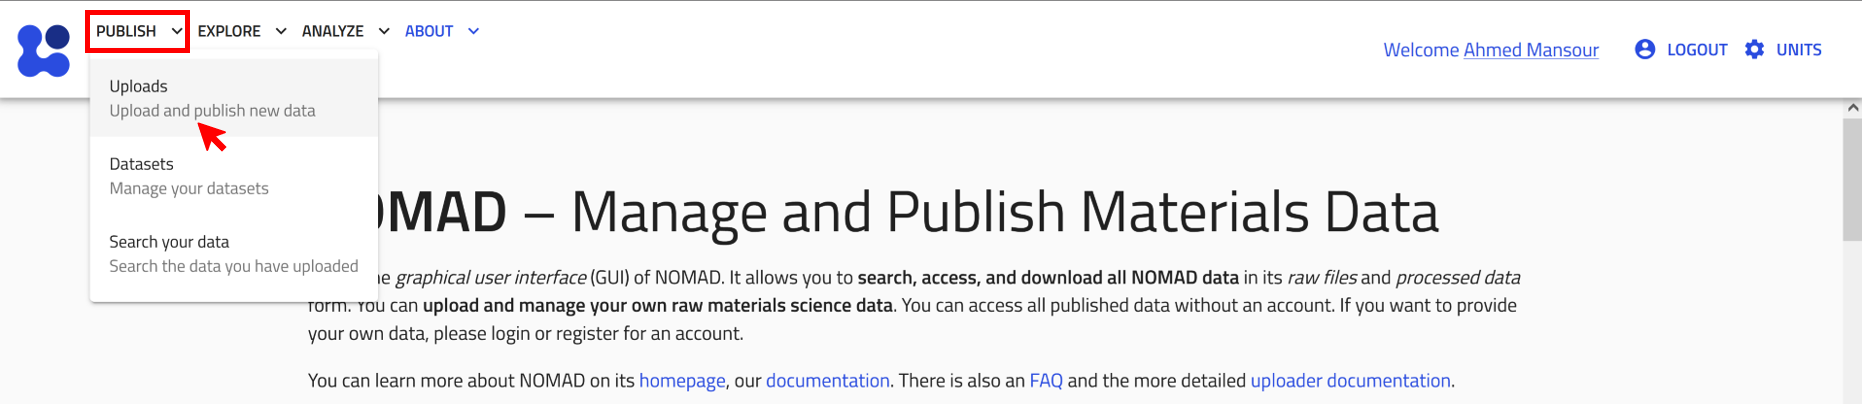 PUBLISH EXPLORE ANALYZE ABOUT
Welcome Ahmed Mansour LOGOUT UNITS
Uploads
Upload and publish new data
Datasets
Manage your datasets
Search your data
Search the data you have uploaded
OMAD – Manage and Publish Materials Data
graphical user interface (GUI) of NOMAD. It allows you to search, access, and download all NOMAD data in its raw files and processed data
form. You can upload and manage your own raw materials science data. You can access all published data without an account. If you want to provide
your own data, please login or register for an account.
You can learn more about NOMAD on its homepage, our documentation. There is also an FAQ and the more detailed uploader documentation.